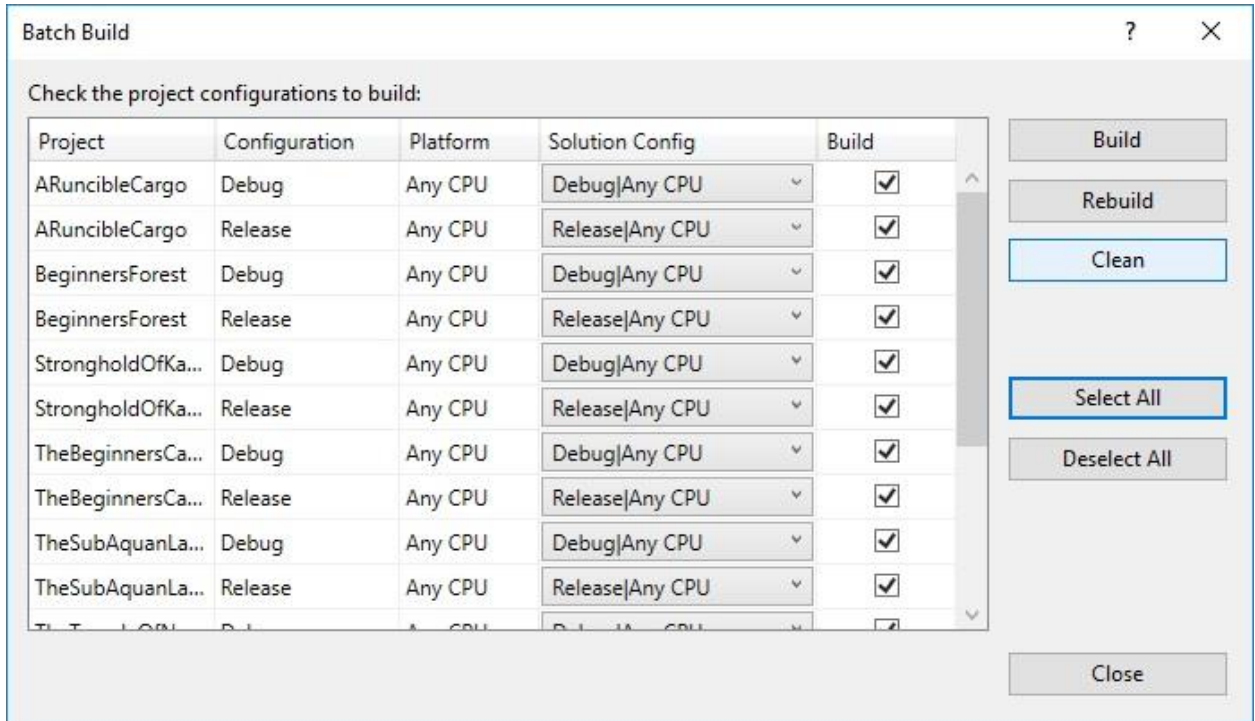 Batch Build ?
Check the project configurations to build:
Project Configuration Platform Solution Config Build
ARuncibleCargo Debug Any CPU Debug|Any CPU
ARuncibleCargo Release Any CPU Release|Any CPU
BeginnersForest Debug Any CPU Debug|Any CPU
BeginnersForest Release Any CPU Release|Any CPU
StrongholdOfKa... Debug Any CPU Debug|Any CPU
StrongholdOfKa... Release Any CPU Release|Any CPU
TheBeginnersCa... Debug Any CPU Debug|Any CPU
TheBeginnersCa... Release Any CPU Release|Any CPU
TheSubAquanLa... Debug Any CPU Debug|Any CPU
TheSubAquanLa... Release Any CPU Release|Any CPU
Build
Rebuild
Clean
Select All
Deselect All
Close